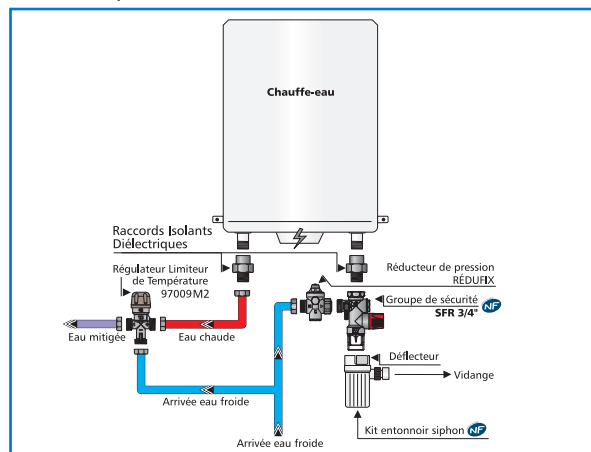 Chauffe-eau
Raccords Isolants
Diélectriques
Régulateur Limiteur
de Température
97009M2
Réducteur de pression
RÉDUFIX
Groupe de sécurité NF
SFR 3/4"
Eau mitigée
Eau chaude
Déflecteur
Vidange
Arrivée eau froide
Kit entonnoir siphon NF
Arrivée eau froide